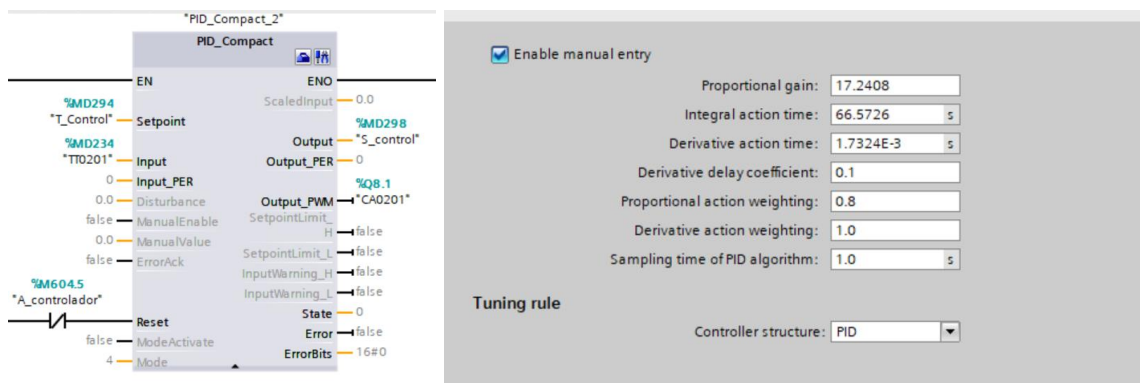 "PID_Compact_2"
PID_Compact
EN ENO
ScaledInput 0.0
%MD294
"T_Control" Setpoint
%MD298
Output "S_control"
%MD234
"TT0201" Input
Output_PER 0
0 Input_PER
%Q8.1
0.0 Disturbance
Output_PWM "CA0201"
false ManualEnable
SetpointLimit_
H false
0.0 ManualValue
SetpointLimit_L false
false ErrorAck
InputWarning_H false
%M604.5
InputWarning_L false
"A_controlador"
State 0
Reset
Error false
false ModeActivate
ErrorBits 16#0
4 Mode
Enable manual entry
Proportional gain: 17.2408
Integral action time: 66.5726 s
Derivative action time: 1.7324E-3 s
Derivative delay coefficient: 0.1
Proportional action weighting: 0.8
Derivative action weighting: 1.0
Sampling time of PID algorithm: 1.0 s
Tuning rule
Controller structure: PID